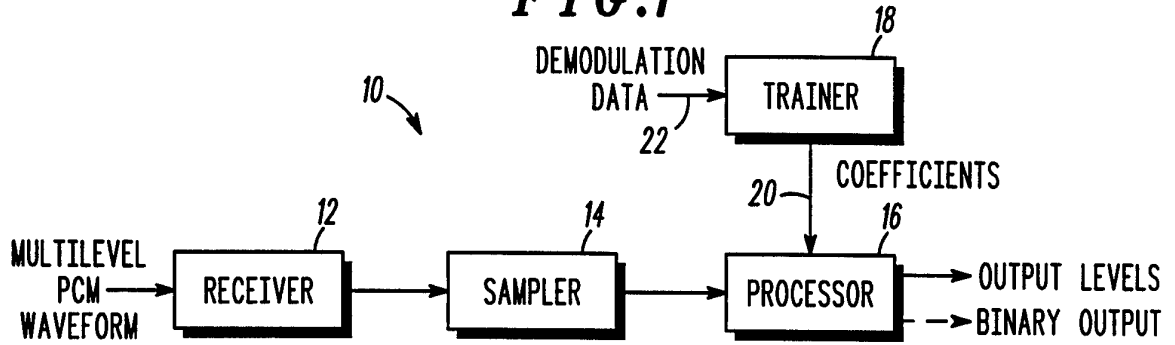 FIG.1
18
DEMODULATION
DATA
TRAINER
10
22
COEFFICIENTS
20
12
14
16
MULTILEVEL
PCM
WAVEFORM
RECEIVER
SAMPLER
PROCESSOR
OUTPUT LEVELS
BINARY OUTPUT